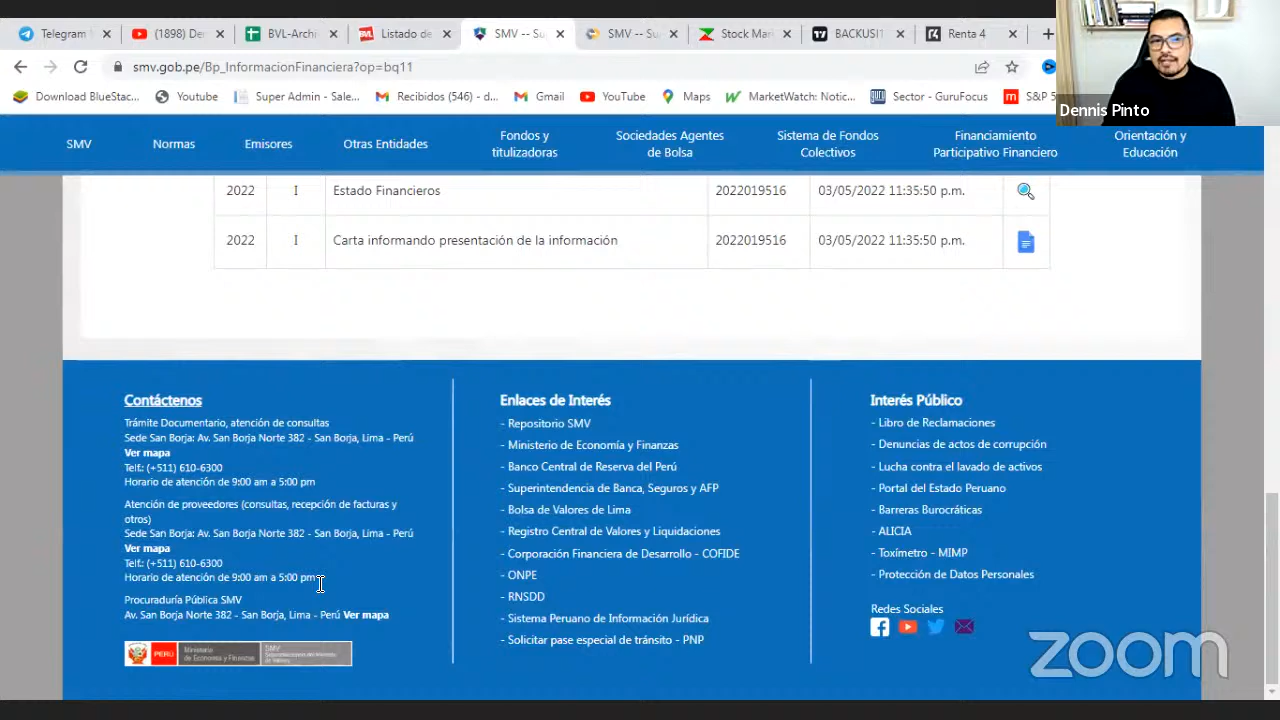 Telegram
(1898) De
BVL-Archi
Listado de
SMV -- Su
SMV -- Su
Stock Mar
BACKUSI1
Renta 4
smv.gob.pe/Bp_InformacionFinanciera?op=bq11
Download BlueStac...
Youtube
Super Admin - Sale...
Recibidos (546) - d...
Gmail
YouTube
Maps
MarketWatch: Notic...
Sector - GuruFocus
S&P 5
Dennis Pinto
SMV
Normas
Emisores
Otras Entidades
Fondos y
titulizadoras
Sociedades Agentes
de Bolsa
Sistema de Fondos
Colectivos
Financiamiento
Participativo Financiero
Orientación y
Educación
2022 I Estado Financieros 2022019516 03/05/2022 11:35:50 p.m.
2022 I Carta informando presentación de la información 2022019516 03/05/2022 11:35:50 p.m.
Contáctenos
Trámite Documentario, atención de consultas
Sede San Borja: Av. San Borja Norte 382 - San Borja, Lima - Perú
Ver mapa
Telf.: (+511) 610-6300
Horario de atención de 9:00 am a 5:00 pm
Atención de proveedores (consultas, recepción de facturas y
otros)
Sede San Borja: Av. San Borja Norte 382 - San Borja, Lima - Perú
Ver mapa
Telf.: (+511) 610-6300
Horario de atención de 9:00 am a 5:00 pm
Procuraduría Pública SMV
Av. San Borja Norte 382 - San Borja, Lima - Perú Ver mapa
PERÚ
Ministerio
de Economía y Finanzas
SMV
Enlaces de Interés
- Repositorio SMV
- Ministerio de Economía y Finanzas
- Banco Central de Reserva del Perú
- Superintendencia de Banca, Seguros y AFP
- Bolsa de Valores de Lima
- Registro Central de Valores y Liquidaciones
- Corporación Financiera de Desarrollo - COFIDE
- ONPE
- RNSDD
- Sistema Peruano de Información Jurídica
- Solicitar pase especial de tránsito - PNP
Interés Público
- Libro de Reclamaciones
- Denuncias de actos de corrupción
- Lucha contra el lavado de activos
- Portal del Estado Peruano
- Barreras Burocráticas
- ALICIA
- Toxímetro - MIMP
- Protección de Datos Personales
Redes Sociales
zoom